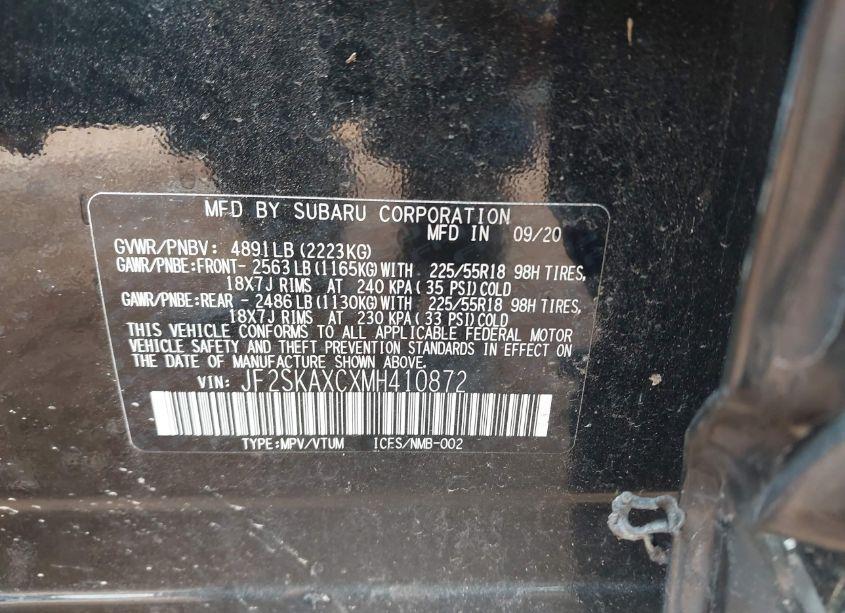 MFD BY SUBARU CORPORATION
MFD IN 09/20
GVWR/PNBV: 4891LB (2223KG)
GAWR/PNBE:FRONT- 2563LB (1165KG) WITH 225/55R18 98H TIRES,
18X7J RIMS AT 240 KPA (35 PSI) COLD
GAWR/PNBE:REAR - 2486LB (1130KG) WITH 225/55R18 98H TIRES,
18X7J RIMS AT 230 KPA (33 PSI) COLD
THIS VEHICLE CONFORMS TO ALL APPLICABLE FEDERAL MOTOR
VEHICLE SAFETY AND THEFT PREVENTION STANDARDS IN EFFECT ON
THE DATE OF MANUFACTURE SHOWN ABOVE.
VIN: JF2SKAXCXMH410872
TYPE:MPV/VTUM ICES/NMB-002